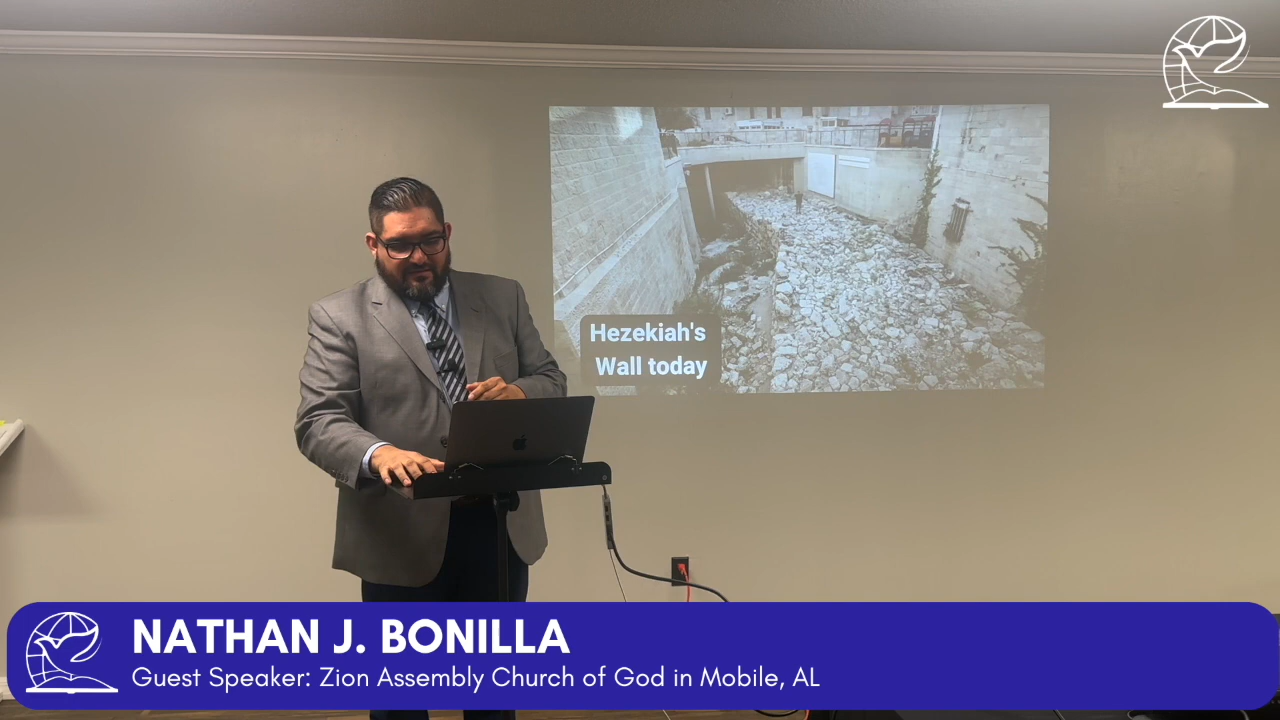 Hezekiah's
Wall today
NATHAN J. BONILLA
Guest Speaker: Zion Assembly Church of God in Mobile, AL